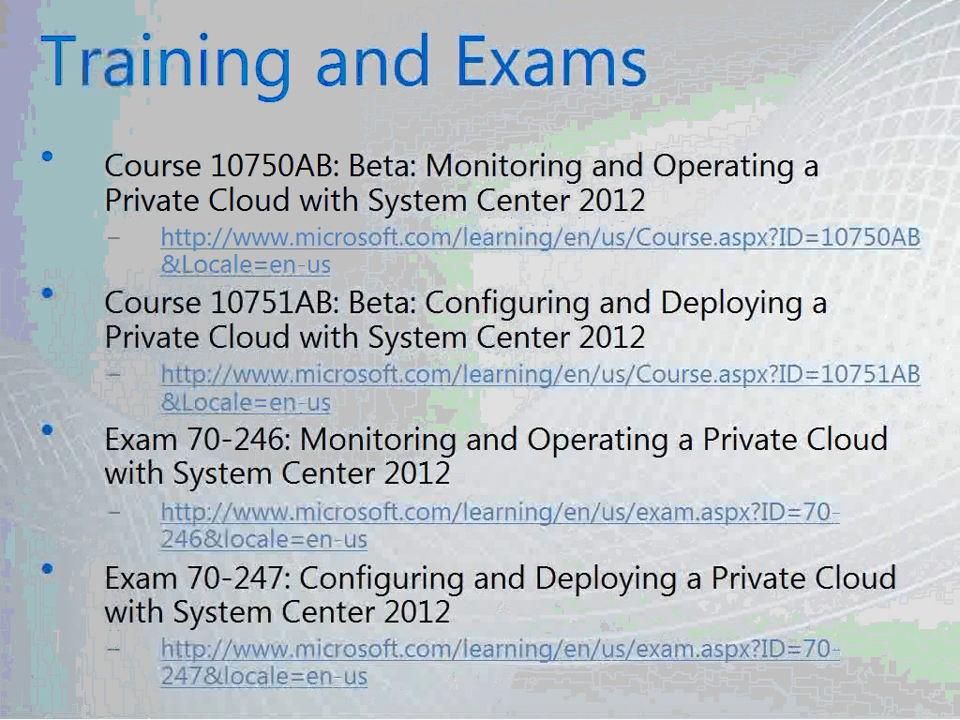 Training and Exams
• Course 10750AB: Beta: Monitoring and Operating a
Private Cloud with System Center 2012
– http://www.microsoft.com/learning/en/us/Course.aspx?ID=10750AB
&Locale=en-us
• Course 10751AB: Beta: Configuring and Deploying a
Private Cloud with System Center 2012
– http://www.microsoft.com/learning/en/us/Course.aspx?ID=10751AB
&Locale=en-us
• Exam 70-246: Monitoring and Operating a Private Cloud
with System Center 2012
– http://www.microsoft.com/learning/en/us/exam.aspx?ID=70-
246&locale=en-us
• Exam 70-247: Configuring and Deploying a Private Cloud
with System Center 2012
– http://www.microsoft.com/learning/en/us/exam.aspx?ID=70-
247&locale=en-us